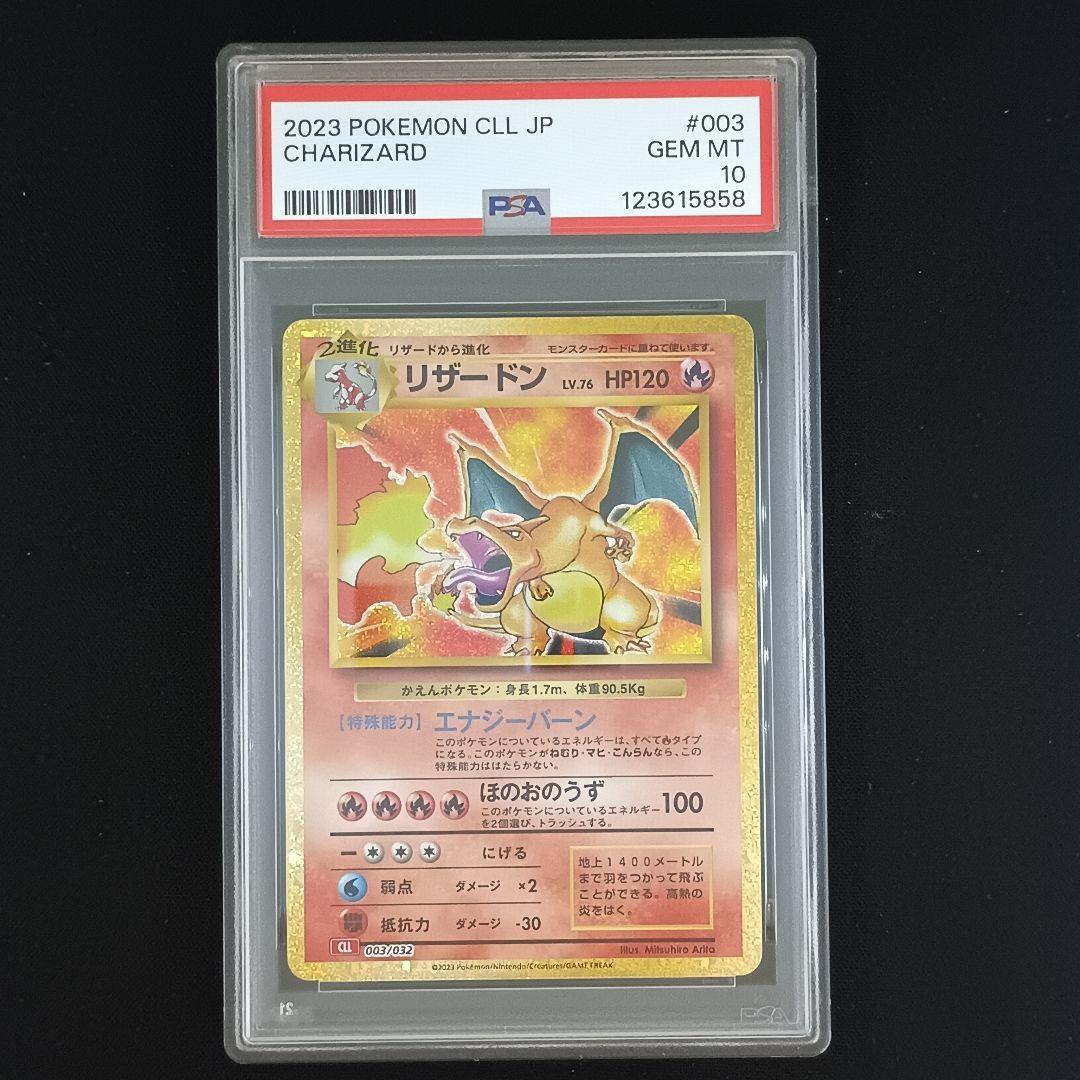 2023 POKEMON CLL JP #003
CHARIZARD GEM MT
10
PSA 123615858
2進化 リザードから進化 モンスターカードに重ねて使います。
リザードン LV.76 HP120
かえんポケモン：身長1.7m、体重90.5Kg
【特殊能力】エナジーバーン
このポケモンについているエネルギーは、すべて🔥タイプ
になる。このポケモンがねむり・マヒ・こんらんなら、この
特殊能力ははたらかない。
ほのおのうず 100
このポケモンについているエネルギー
を2個選び、トラッシュする。
にげる
弱点 ダメージ ×2
抵抗力 ダメージ -30
地上1400メートル
まで羽をつかって飛ぶ
ことができる。高熱の
炎をはく。
CLL 003/032
Illus. Mitsuhiro Arita
©2023 Pokémon/Nintendo/Creatures/GAME FREAK
PSA